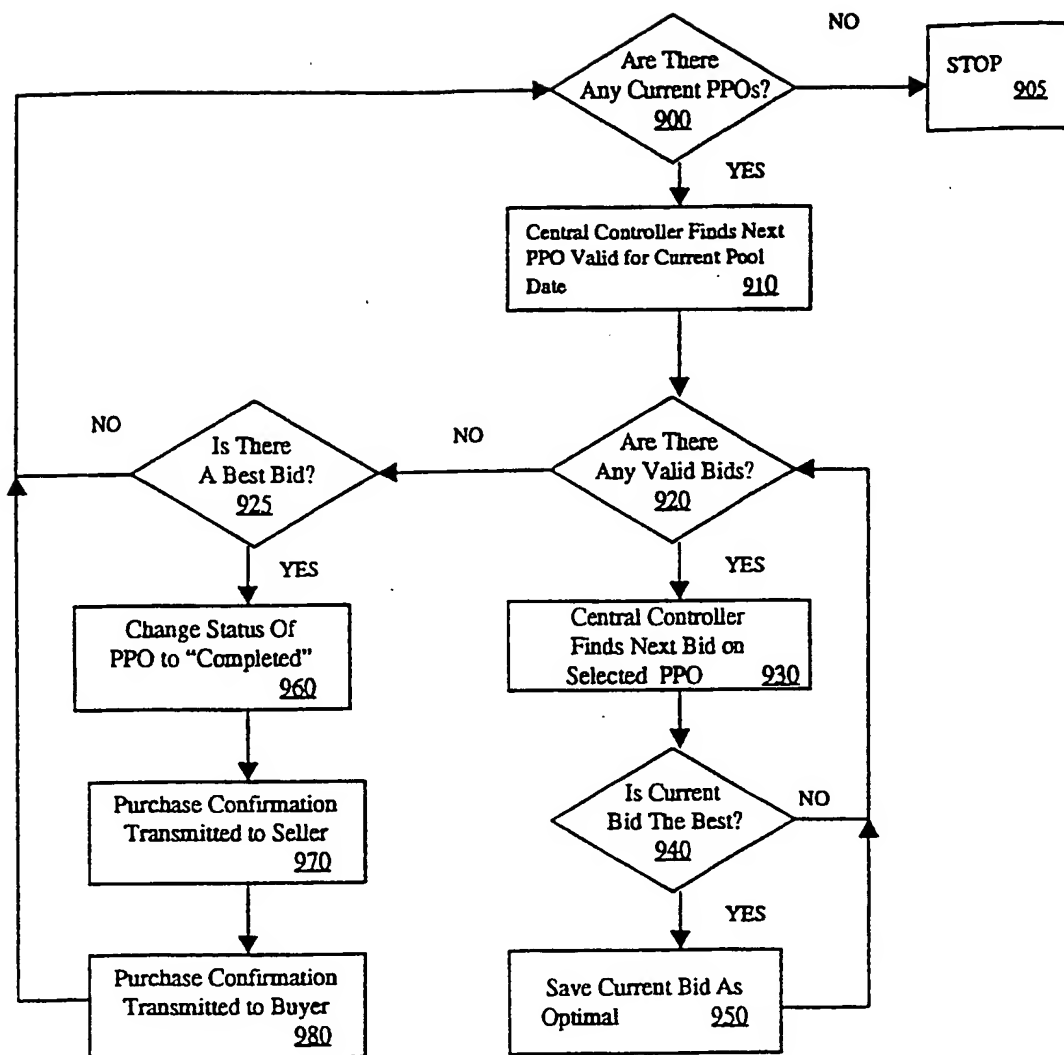 Are There
Any Current PPOs?
900
NO
STOP
905
YES
Central Controller Finds Next
PPO Valid for Current Pool
Date 910
NO
Is There
A Best Bid?
925
NO
Are There
Any Valid Bids?
920
YES
YES
Change Status Of
PPO to "Completed"
960
Central Controller
Finds Next Bid on
Selected PPO 930
Purchase Confirmation
Transmitted to Seller
970
Is Current
Bid The Best?
940
NO
YES
Purchase Confirmation
Transmitted to Buyer
980
Save Current Bid As
Optimal 950